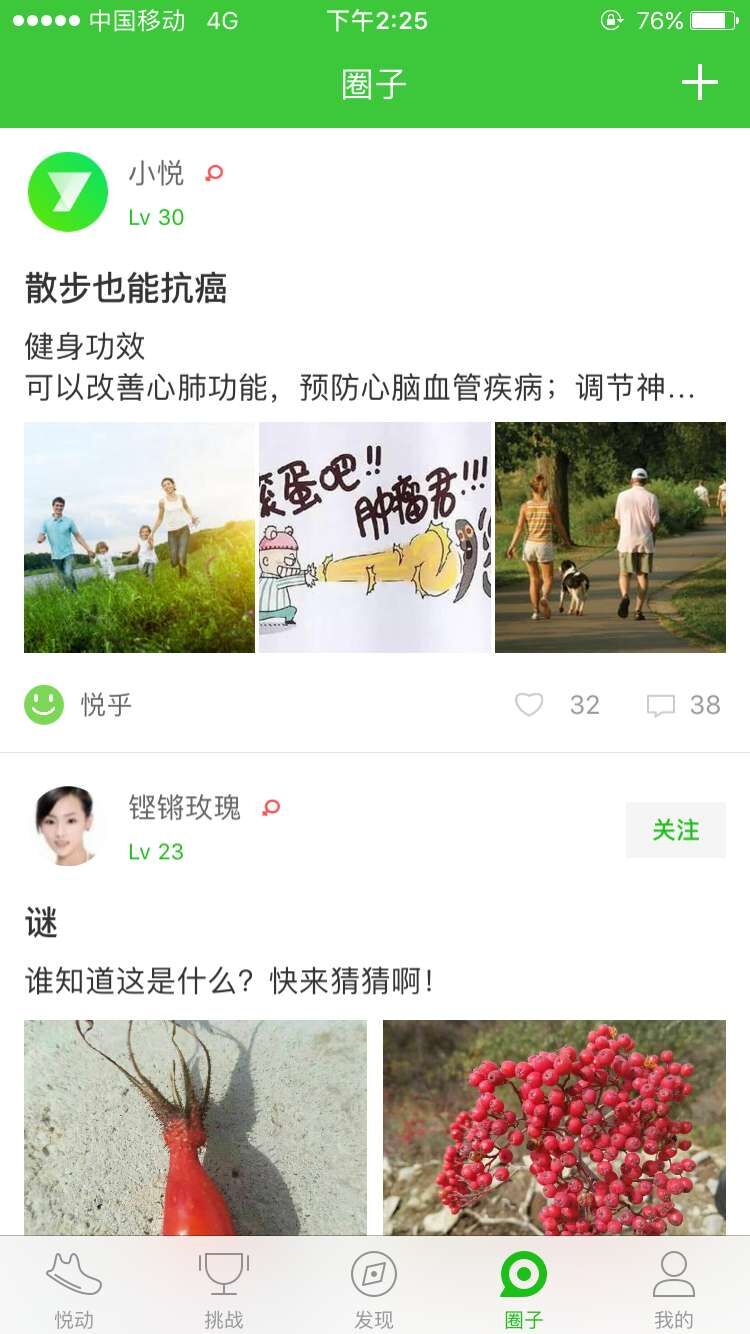 中国移动 4G 下午2:25 76%
圈子
小悦
Lv 30
散步也能抗癌
健身功效
可以改善心肺功能，预防心脑血管疾病；调节神...
滚蛋吧!!
肿瘤君!!!
悦乎 32 38
铿锵玫瑰
Lv 23
关注
谜
谁知道这是什么？快来猜猜啊！
悦动 挑战 发现 圈子 我的